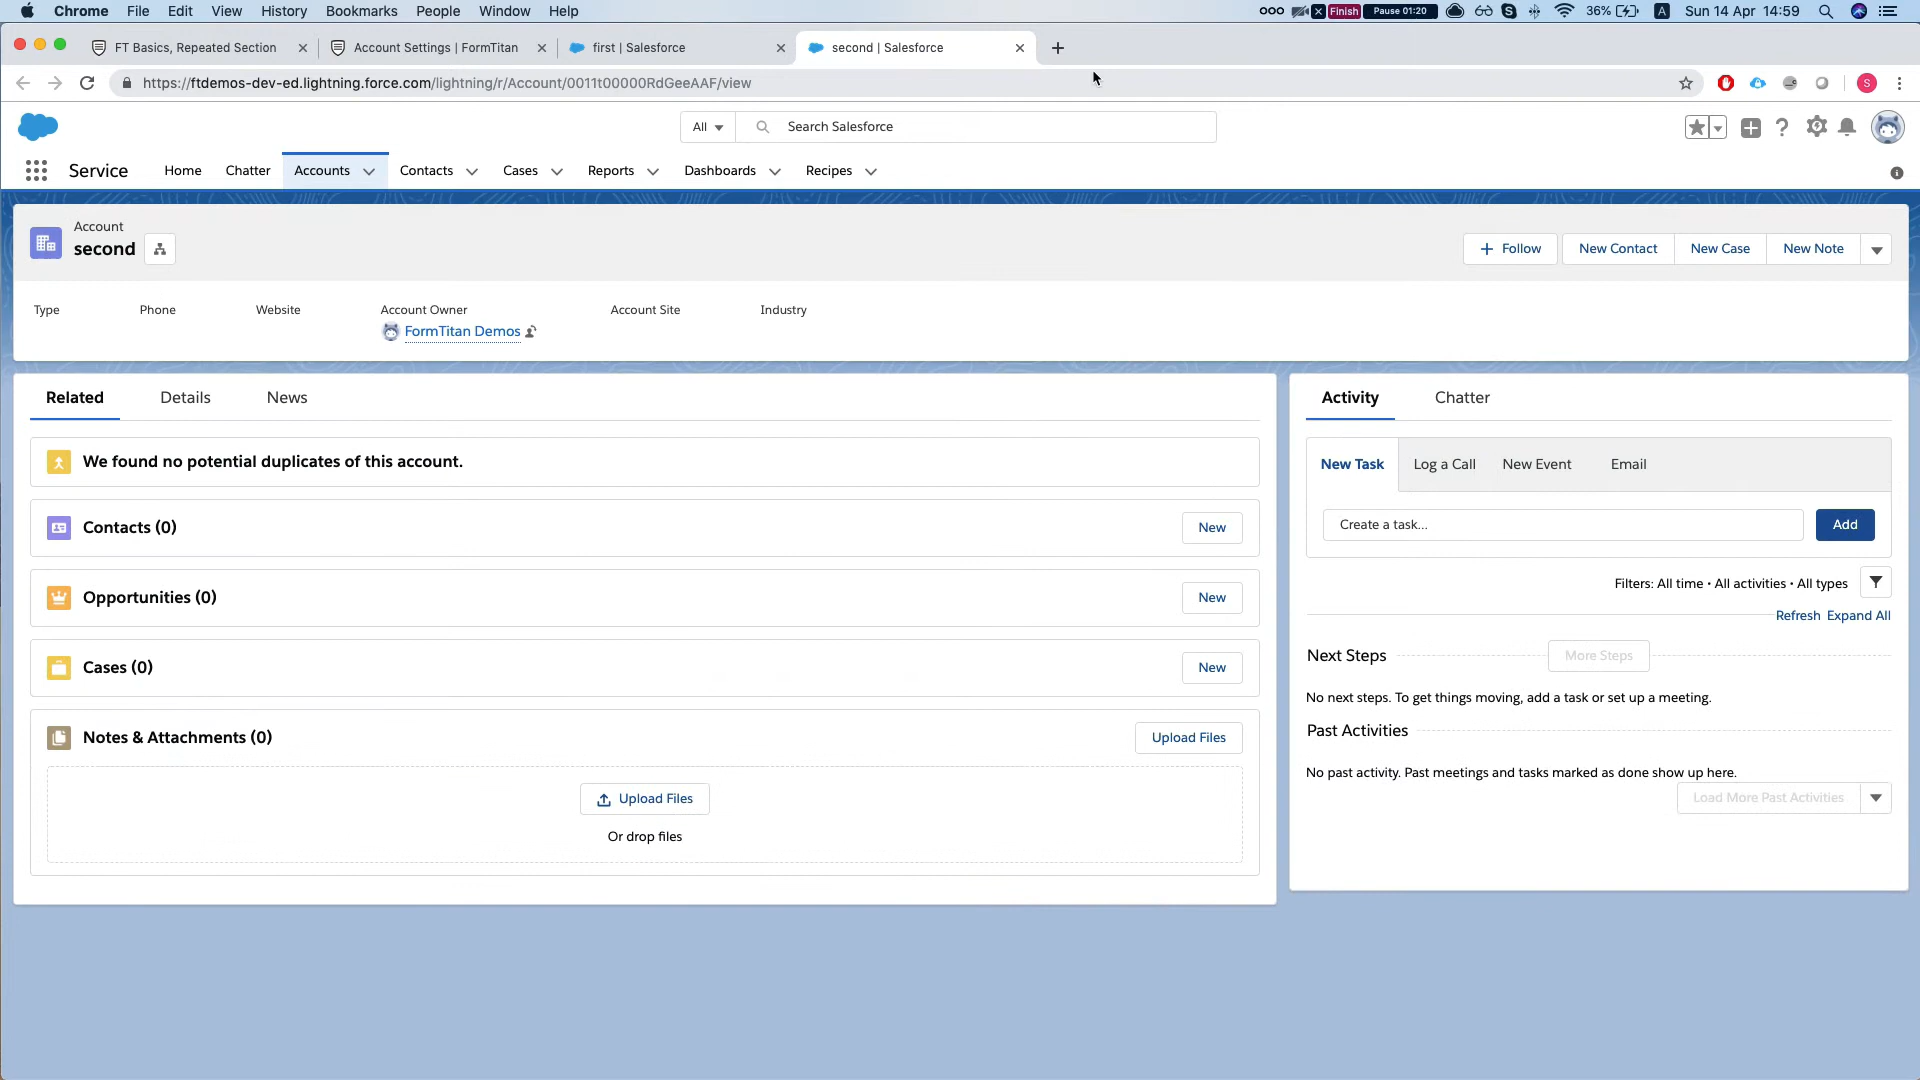 Chrome File Edit View History Bookmarks People Window Help Finish Pause 01:20 36% A Sun 14 Apr 14:59
FT Basics, Repeated Section Account Settings | FormTitan first | Salesforce second | Salesforce
https://ftdemos-dev-ed.lightning.force.com/lightning/r/Account/0011t00000RdGeeAAF/view S
All Search Salesforce
Service Home Chatter Accounts Contacts Cases Reports Dashboards Recipes
Account
second
Follow New Contact New Case New Note
Type Phone Website Account Owner Account Site Industry
FormTitan Demos
Related Details News
We found no potential duplicates of this account.
Contacts (0) New
Opportunities (0) New
Cases (0) New
Notes & Attachments (0) Upload Files
Upload Files
Or drop files
Activity Chatter
New Task Log a Call New Event Email
Create a task... Add
Filters: All time • All activities • All types
Refresh Expand All
Next Steps More Steps
No next steps. To get things moving, add a task or set up a meeting.
Past Activities
No past activity. Past meetings and tasks marked as done show up here.
Load More Past Activities